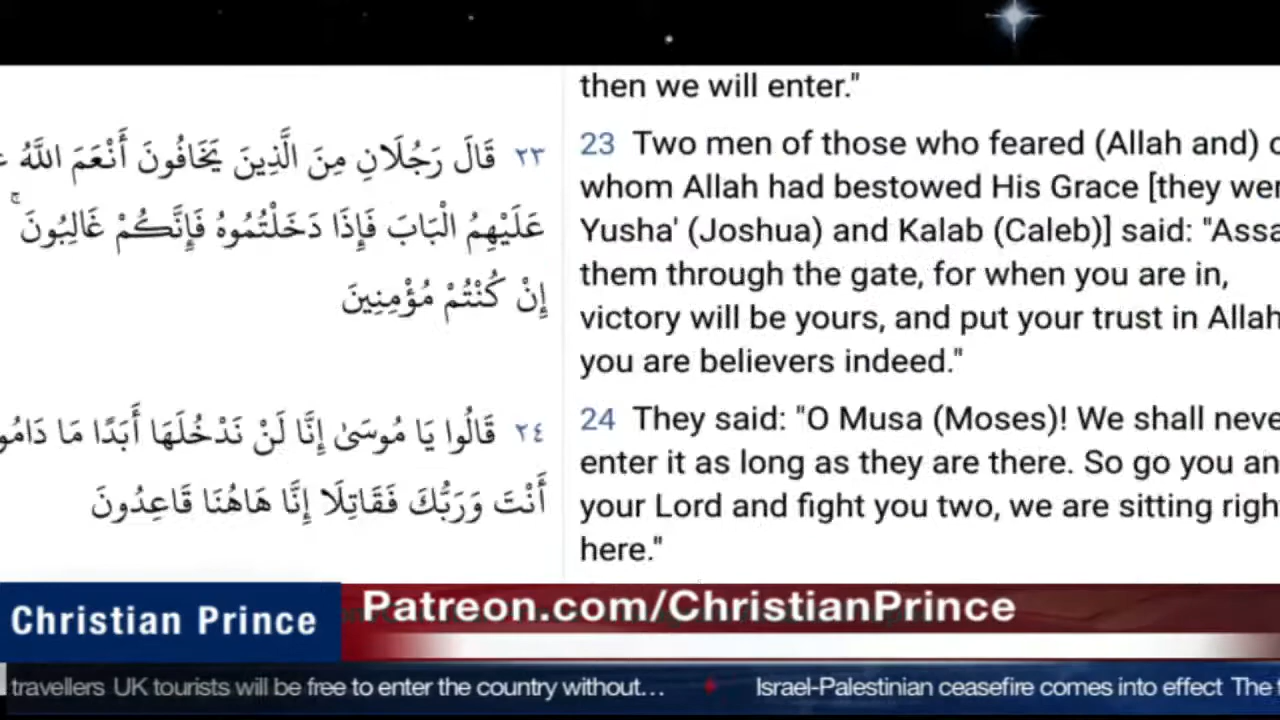 then we will enter."
٢٣ قَالَ رَجُلَانِ مِنَ الَّذِينَ يَخَافُونَ أَنْعَمَ اللَّهُ
عَلَيْهِمُ الْبَابَ فَإِذَا دَخَلْتُمُوهُ فَإِنَّكُمْ غَالِبُونَ ۚ
إِنْ كُنْتُمْ مُؤْمِنِينَ
23 Two men of those who feared (Allah and)
whom Allah had bestowed His Grace [they
Yusha' (Joshua) and Kalab (Caleb)] said:
them through the gate, for when you are in,
victory will be yours, and put your trust in Allah
you are believers indeed."
٢٤ قَالُوا يَا مُوسَىٰ إِنَّا لَنْ نَدْخُلَهَا أَبَدًا مَا
أَنْتَ وَرَبُّكَ فَقَاتِلَا إِنَّا هَاهُنَا قَاعِدُونَ
24 They said: "O Musa (Moses)! We shall
enter it as long as they are there. So go you
your Lord and fight you two, we are sitting
here."
Christian Prince
Patreon.com/ChristianPrince
travellers UK tourists will be free to enter the country without... Israel-Palestinian ceasefire comes into effect The